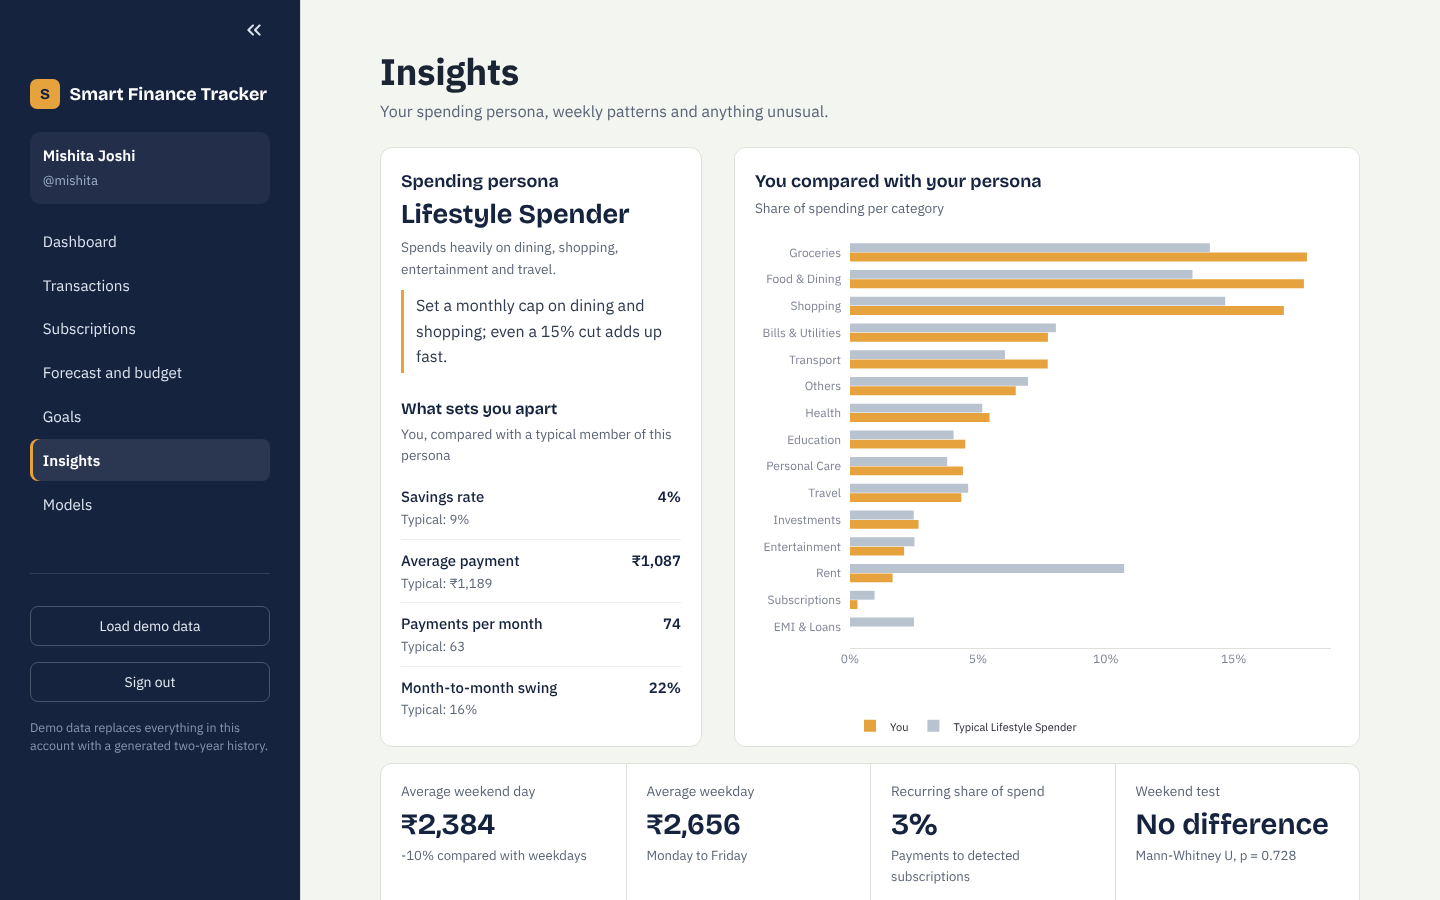 S
Smart Finance Tracker
Mishita Joshi
@mishita
Dashboard
Transactions
Subscriptions
Forecast and budget
Goals
Insights
Models
Load demo data
Sign out
Demo data replaces everything in this
account with a generated two-year history.
Insights
Your spending persona, weekly patterns and anything unusual.
Spending persona
Lifestyle Spender
Spends heavily on dining, shopping,
entertainment and travel.
Set a monthly cap on dining and
shopping; even a 15% cut adds up
fast.
What sets you apart
You, compared with a typical member of this
persona
Savings rate 4%
Typical: 9%
Average payment ₹1,087
Typical: ₹1,189
Payments per month 74
Typical: 63
Month-to-month swing 22%
Typical: 16%
You compared with your persona
Share of spending per category
Groceries
Food & Dining
Shopping
Bills & Utilities
Transport
Others
Health
Education
Personal Care
Travel
Investments
Entertainment
Rent
Subscriptions
EMI & Loans
0% 5% 10% 15%
You Typical Lifestyle Spender
Average weekend day
₹2,384
-10% compared with weekdays
Average weekday
₹2,656
Monday to Friday
Recurring share of spend
3%
Payments to detected
subscriptions
Weekend test
No difference
Mann-Whitney U, p = 0.728